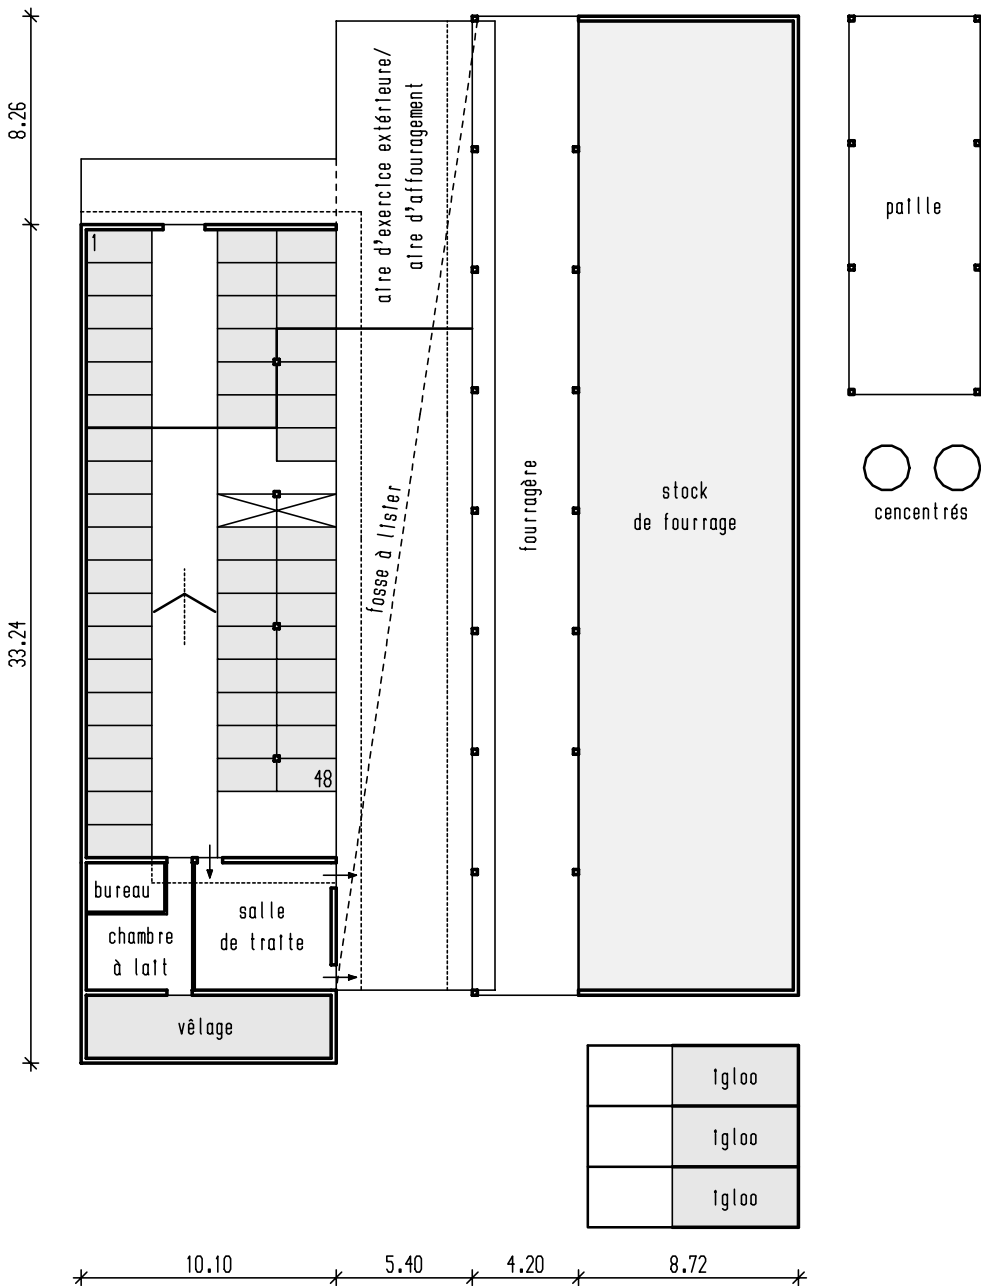 8.26
33.24
aire d'exercice extérieure/
aire d'affouragement
1
48
fosse à lisier
fourragère
stock
de fourrage
paille
cencentrés
bureau
chambre
à lait
salle
de traite
vêlage
igloo
igloo
igloo
10.10
5.40
4.20
8.72